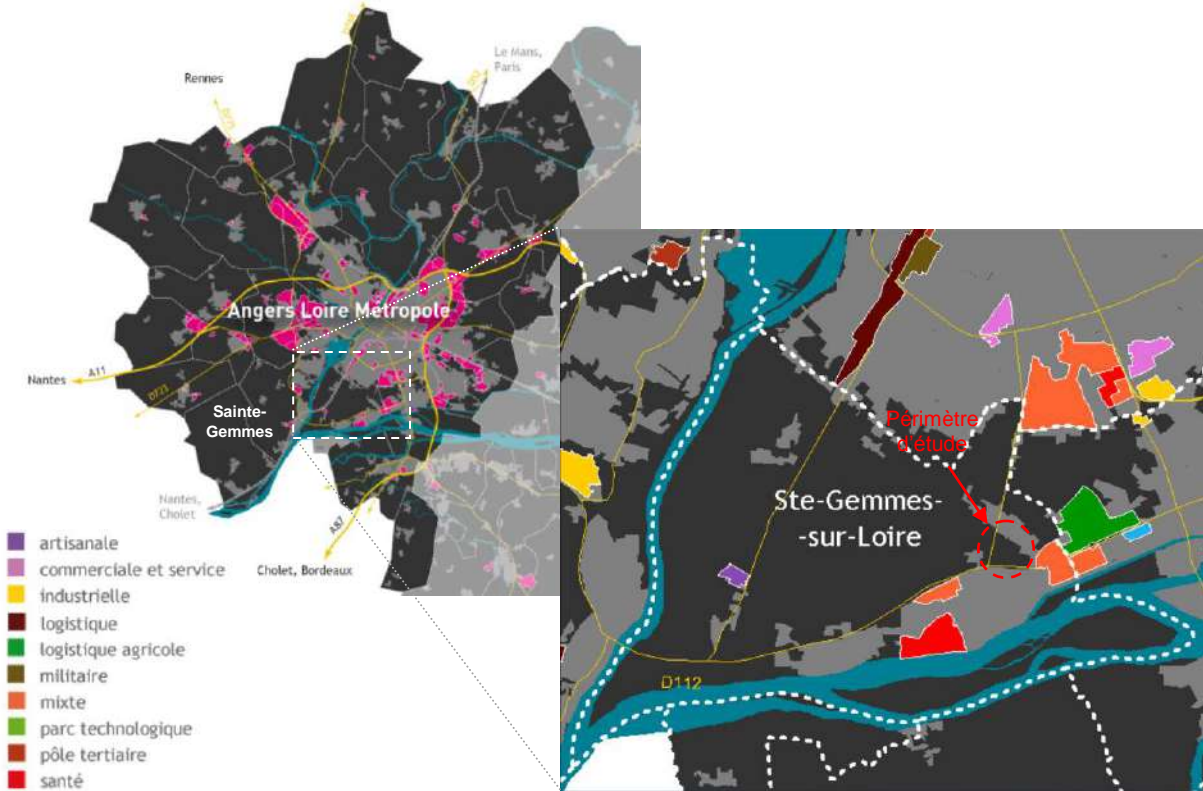 Le Mans,
Paris
Rennes
Angers Loire Métropole
A11
Nantes
D723
Sainte-
Gemmes
Nantes,
Cholet
A87
Cholet, Bordeaux
artisanale
commerciale et service
industrielle
logistique
logistique agricole
militaire
mixte
parc technologique
pôle tertiaire
santé
Périmètre
d'étude
Ste-Gemmes-
-sur-Loire
D112